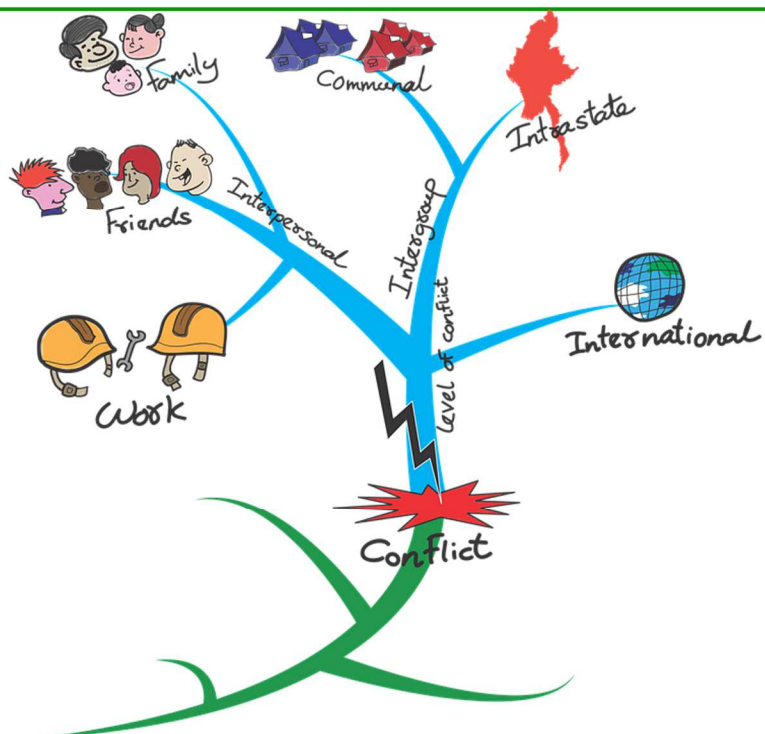 Family
Communal
Intrastate
Friends
Interpersonal
Intergroup
International
Work
Level of conflict
Conflict